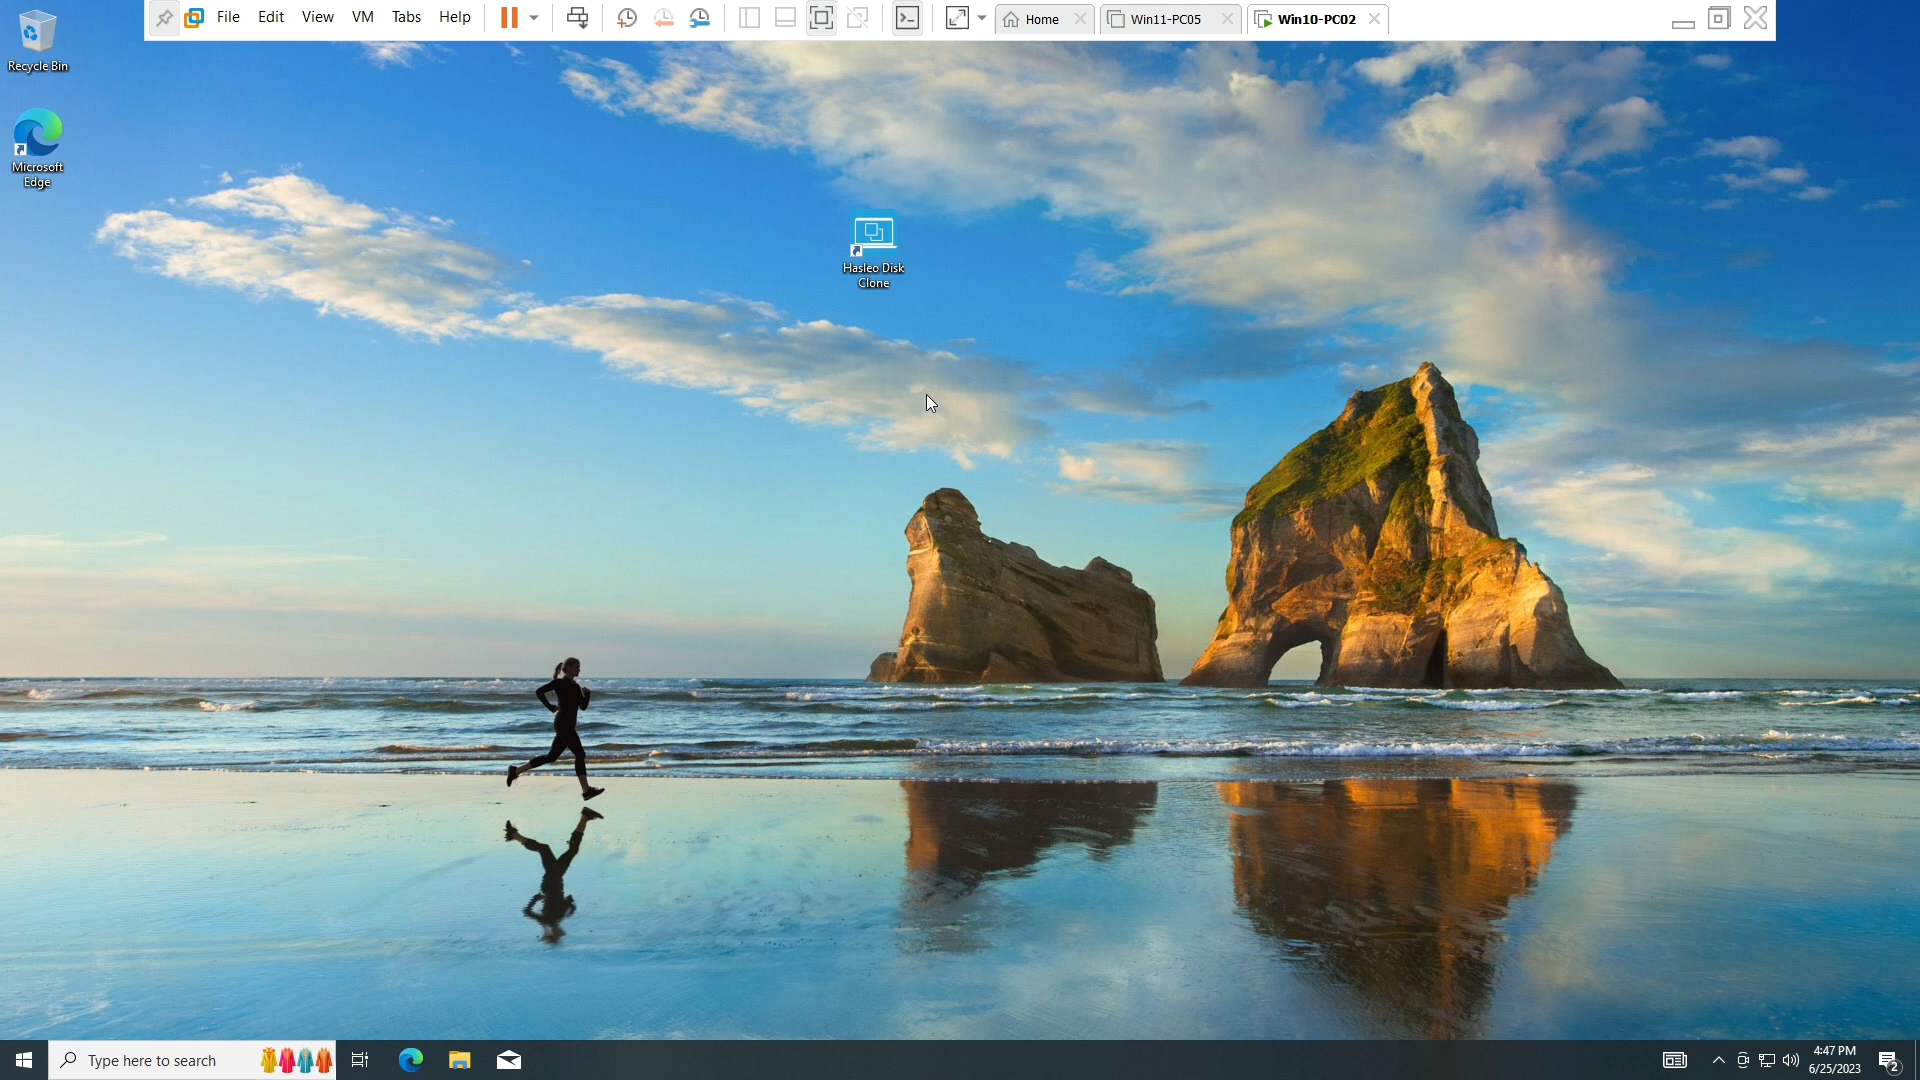 File Edit View VM Tabs Help
Home Win11-PC05 Win10-PC02
Recycle Bin
Microsoft
Edge
Hasleo Disk
Clone
Type here to search
4:47 PM
6/25/2023
2